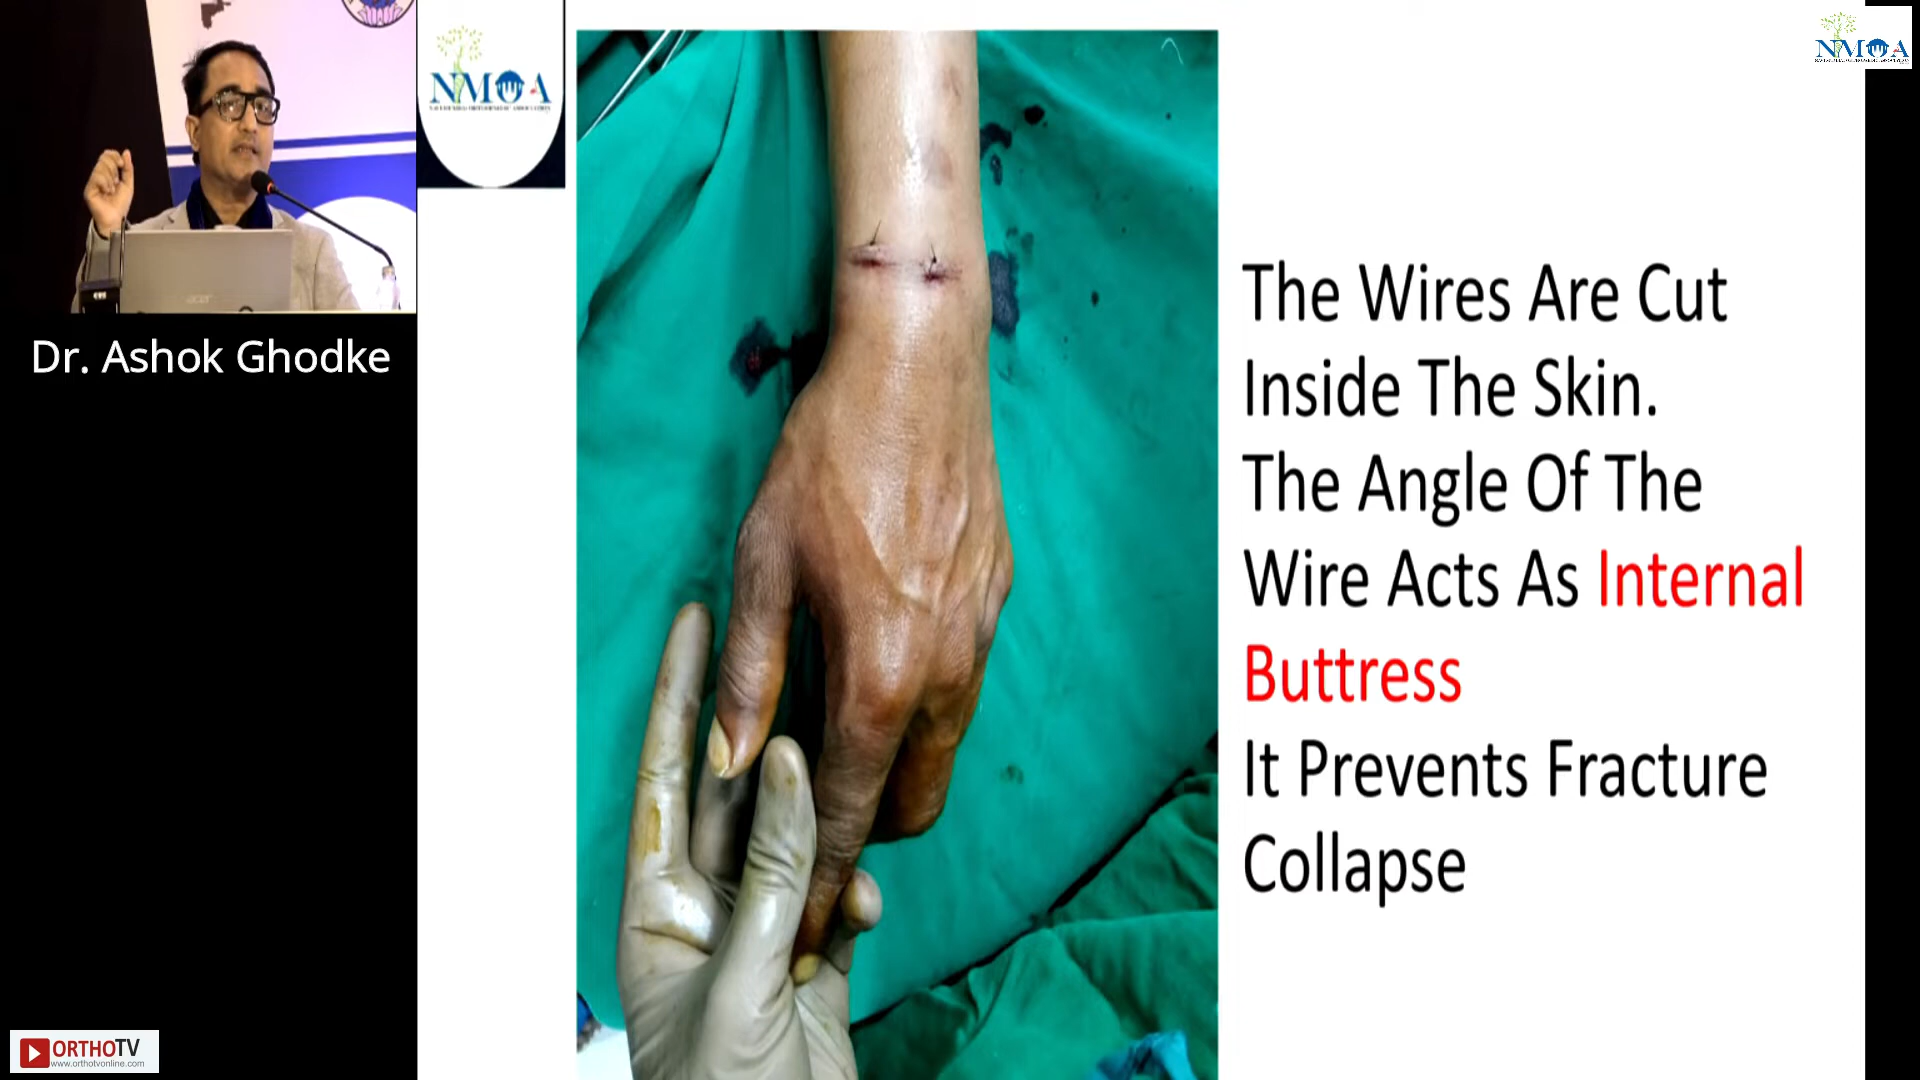 NMOA
NMOA
Dr. Ashok Ghodke
The Wires Are Cut
Inside The Skin.
The Angle Of The
Wire Acts As Internal
Buttress
It Prevents Fracture
Collapse
acer
ORTHOTV
www.orthotvonline.com